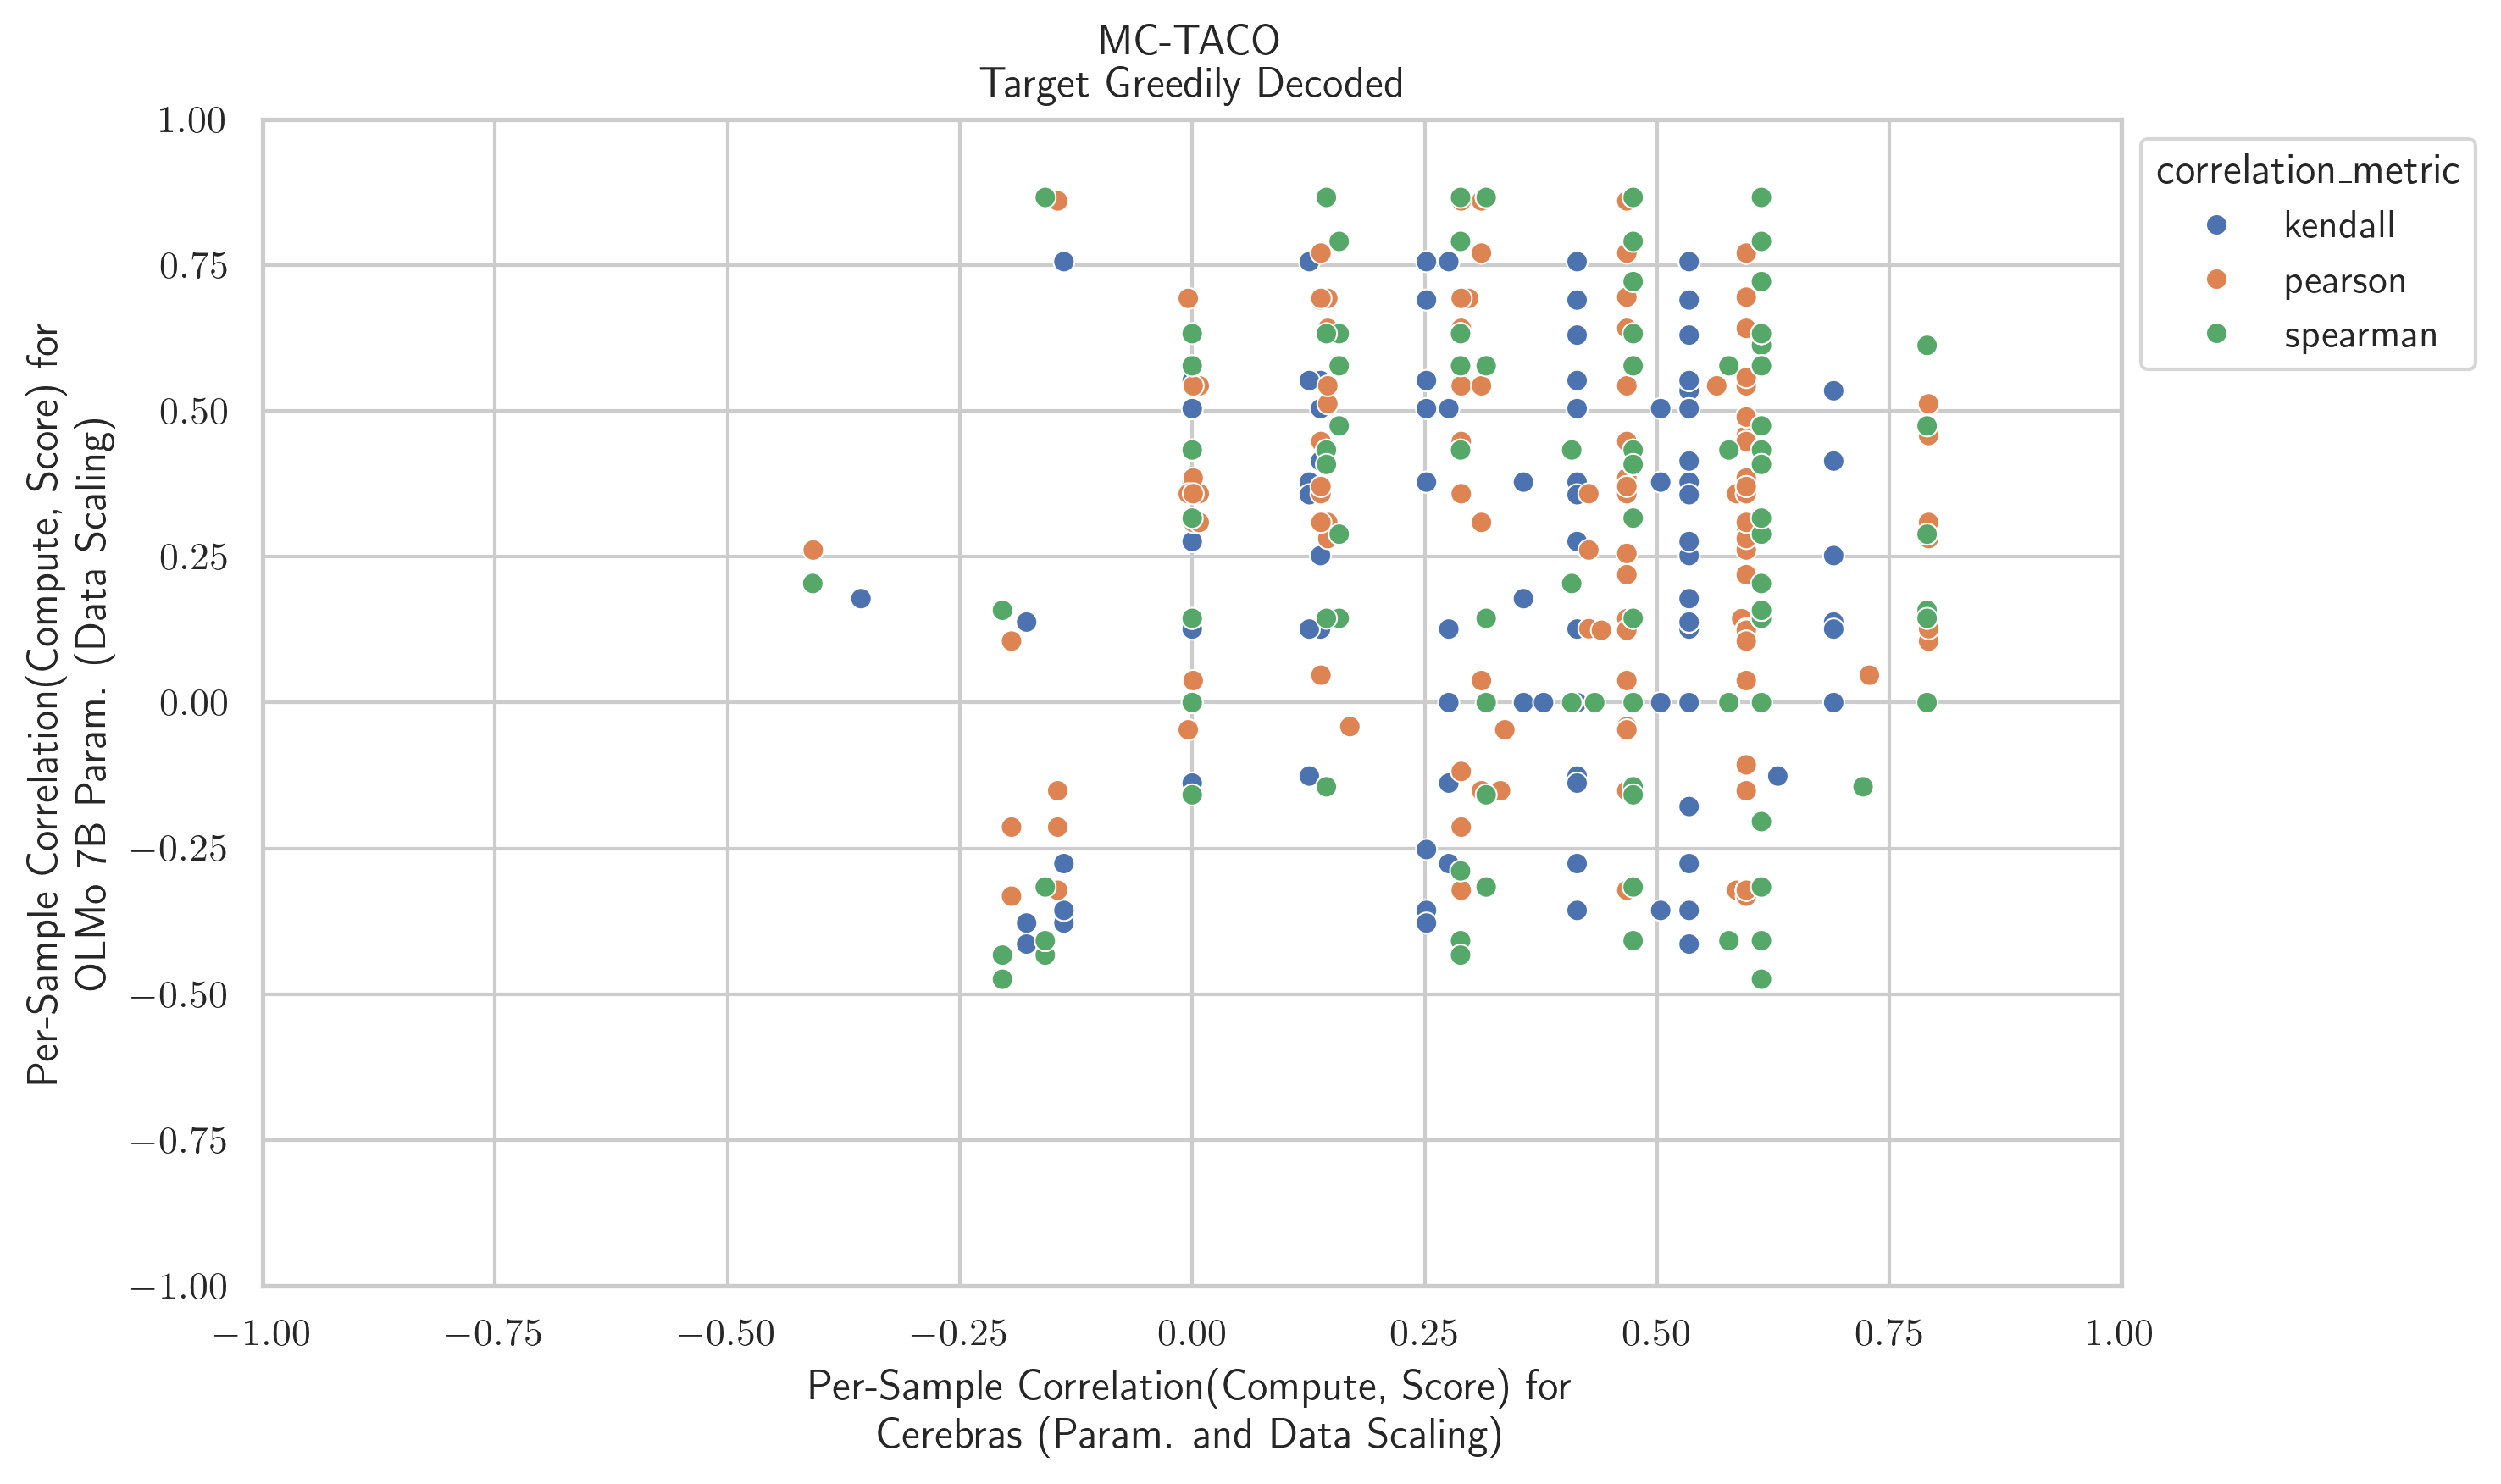 MC-TACO
Target Greedily Decoded
Per-Sample Correlation(Compute, Score) for
OLMo 7B Param. (Data Scaling)
1.00
0.75
0.50
0.25
0.00
−0.25
−0.50
−0.75
−1.00
correlation_metric
kendall
pearson
spearman
−1.00 −0.75 −0.50 −0.25 0.00 0.25 0.50 0.75 1.00
Per-Sample Correlation(Compute, Score) for
Cerebras (Param. and Data Scaling)